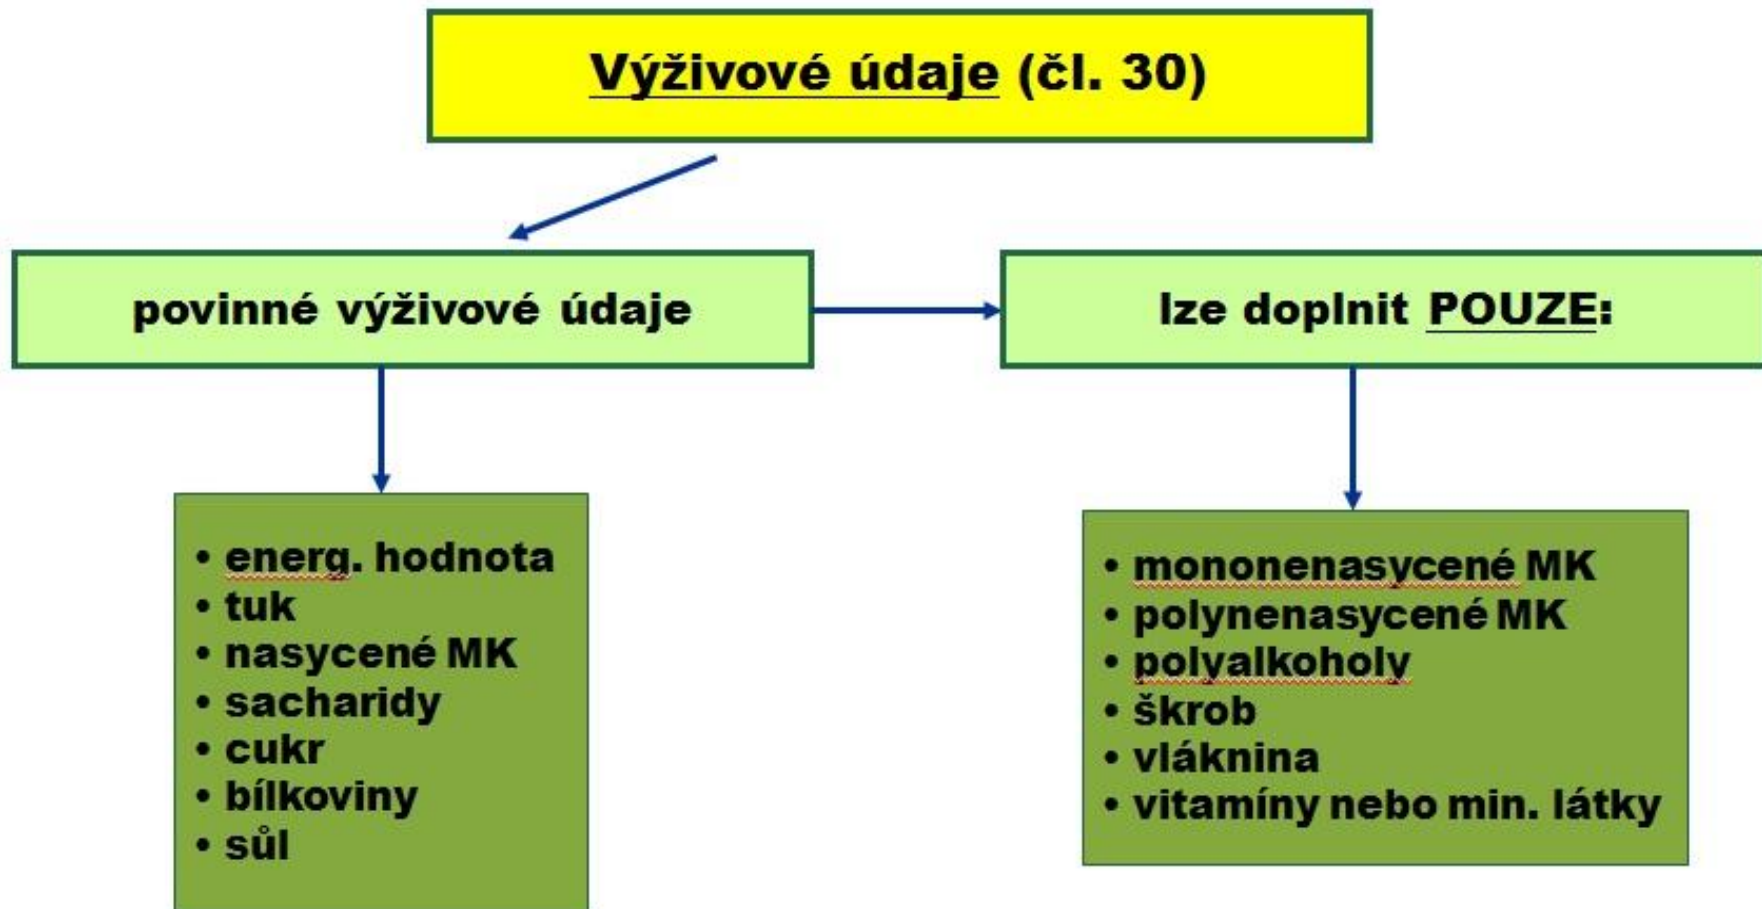 Výživové údaje (čl. 30)
povinné výživové údaje
lze doplnit POUZE:
• energ. hodnota
• tuk
• nasycené MK
• sacharidy
• cukr
• bílkoviny
• sůl
• mononenasycené MK
• polynenasycené MK
• polyalkoholy
• škrob
• vláknina
• vitamíny nebo min. látky